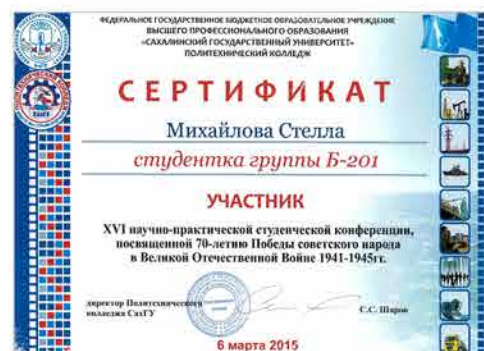 ФЕДЕРАЛЬНОЕ ГОСУДАРСТВЕННОЕ БЮДЖЕТНОЕ ОБРАЗОВАТЕЛЬНОЕ УЧРЕЖДЕНИЕ
ВЫСШЕГО ПРОФЕССИОНАЛЬНОГО ОБРАЗОВАНИЯ
«САХАЛИНСКИЙ ГОСУДАРСТВЕННЫЙ УНИВЕРСИТЕТ»
ПОЛИТЕХНИЧЕСКИЙ КОЛЛЕДЖ
СЕРТИФИКАТ
Михайлова Стелла
студентка группы Б-201
УЧАСТНИК
XVI научно-практической студенческой конференции,
посвященной 70-летию Победы советского народа
в Великой Отечественной Войне 1941-1945гг.
директор Политехнического
колледжа СахГУ
С.С.
6 марта 2015